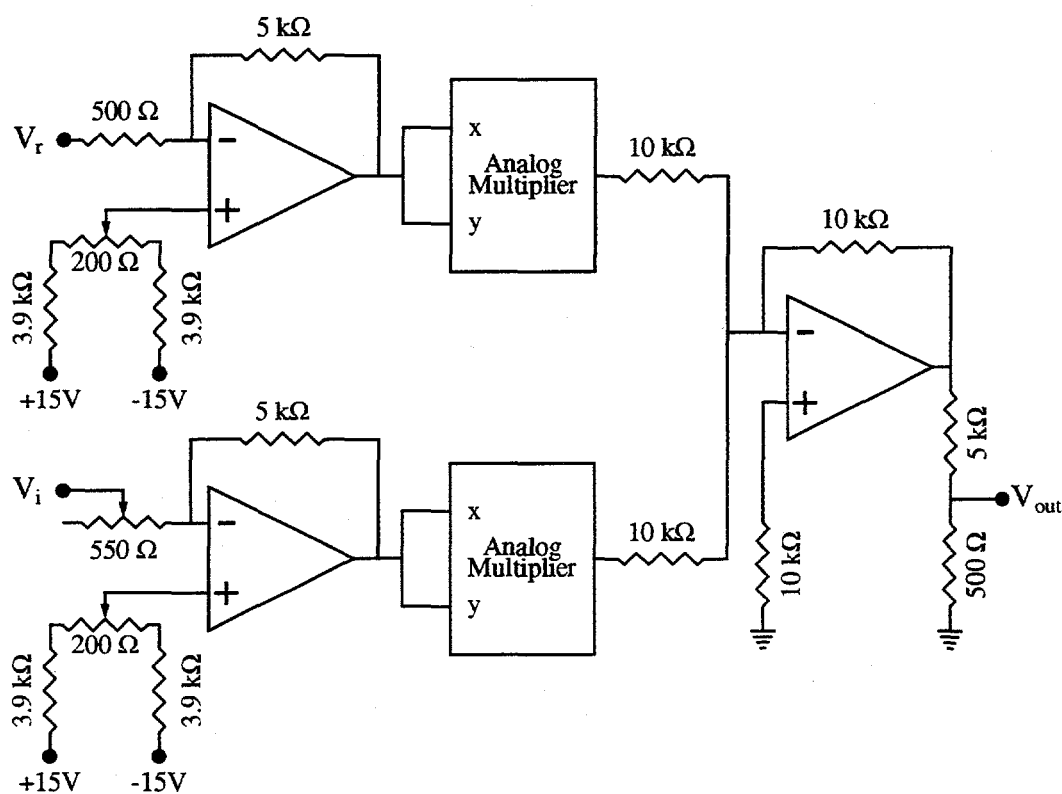 5 kΩ
500 Ω
V_r
200 Ω
3.9 kΩ
3.9 kΩ
+15V
-15V
x
Analog
Multiplier
y
10 kΩ
10 kΩ
10 kΩ
5 kΩ
V_out
500 Ω
5 kΩ
V_i
550 Ω
200 Ω
3.9 kΩ
3.9 kΩ
+15V
-15V
x
Analog
Multiplier
y
10 kΩ